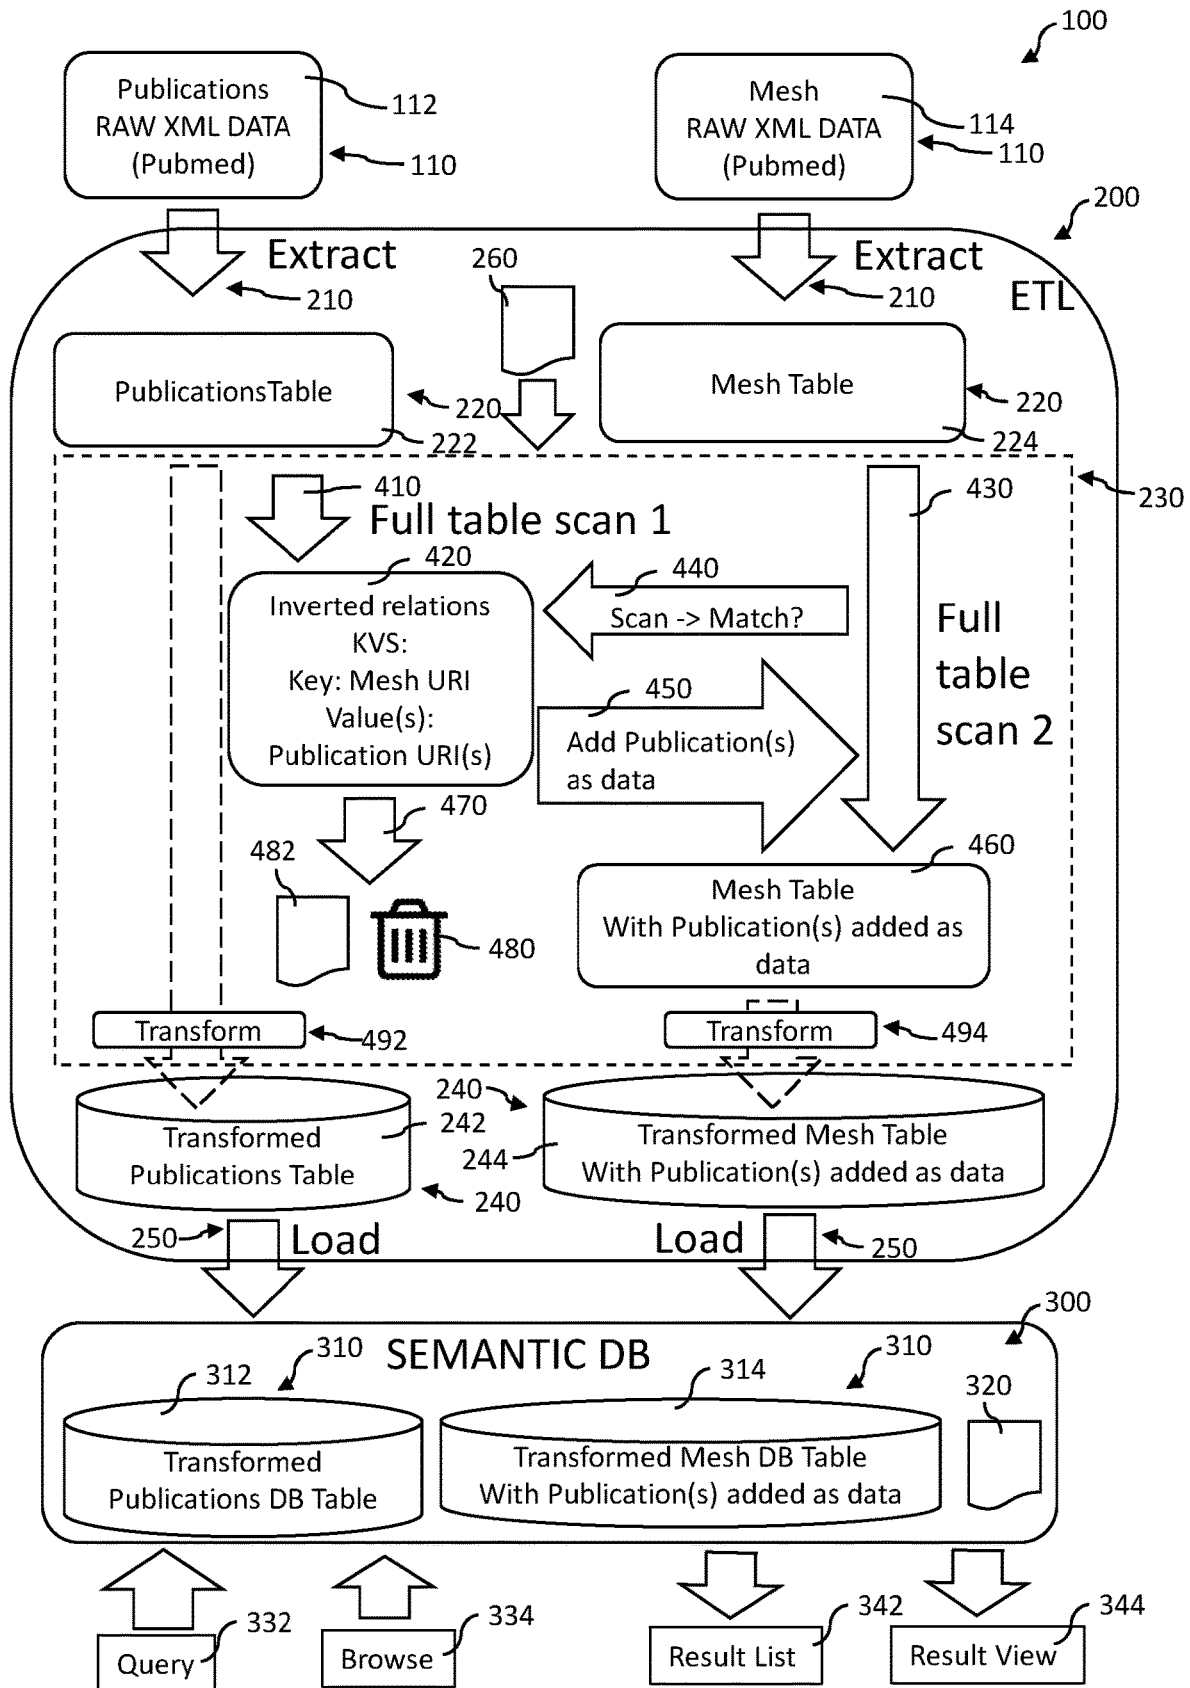 100
Publications
RAW XML DATA
(Pubmed)
112
110
Mesh
RAW XML DATA
(Pubmed)
114
110
200
Extract
210
260
Extract
210
ETL
PublicationsTable
220
222
Mesh Table
220
224
230
410
Full table scan 1
430
420
Inverted relations
KVS:
Key: Mesh URI
Value(s):
Publication URI(s)
440
Scan -> Match?
Full
table
scan 2
450
Add Publication(s)
as data
470
482
480
460
Mesh Table
With Publication(s) added as
data
Transform
492
Transform
494
Transformed
Publications Table
242
240
240
244
Transformed Mesh Table
With Publication(s) added as data
250
Load
Load
250
300
SEMANTIC DB
312
310
314
310
320
Transformed
Publications DB Table
Transformed Mesh DB Table
With Publication(s) added as data
332
Query
334
Browse
342
Result List
344
Result View